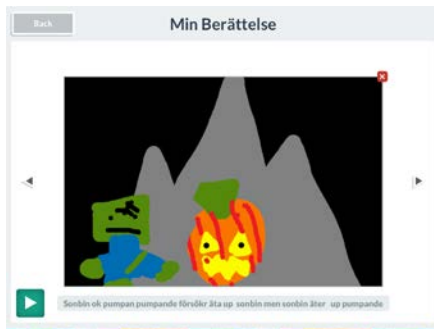 Back
Min Berättelse
Sonbin ok pumpan pumpande försökr äta up sonbin men sonbin äter up pumpande